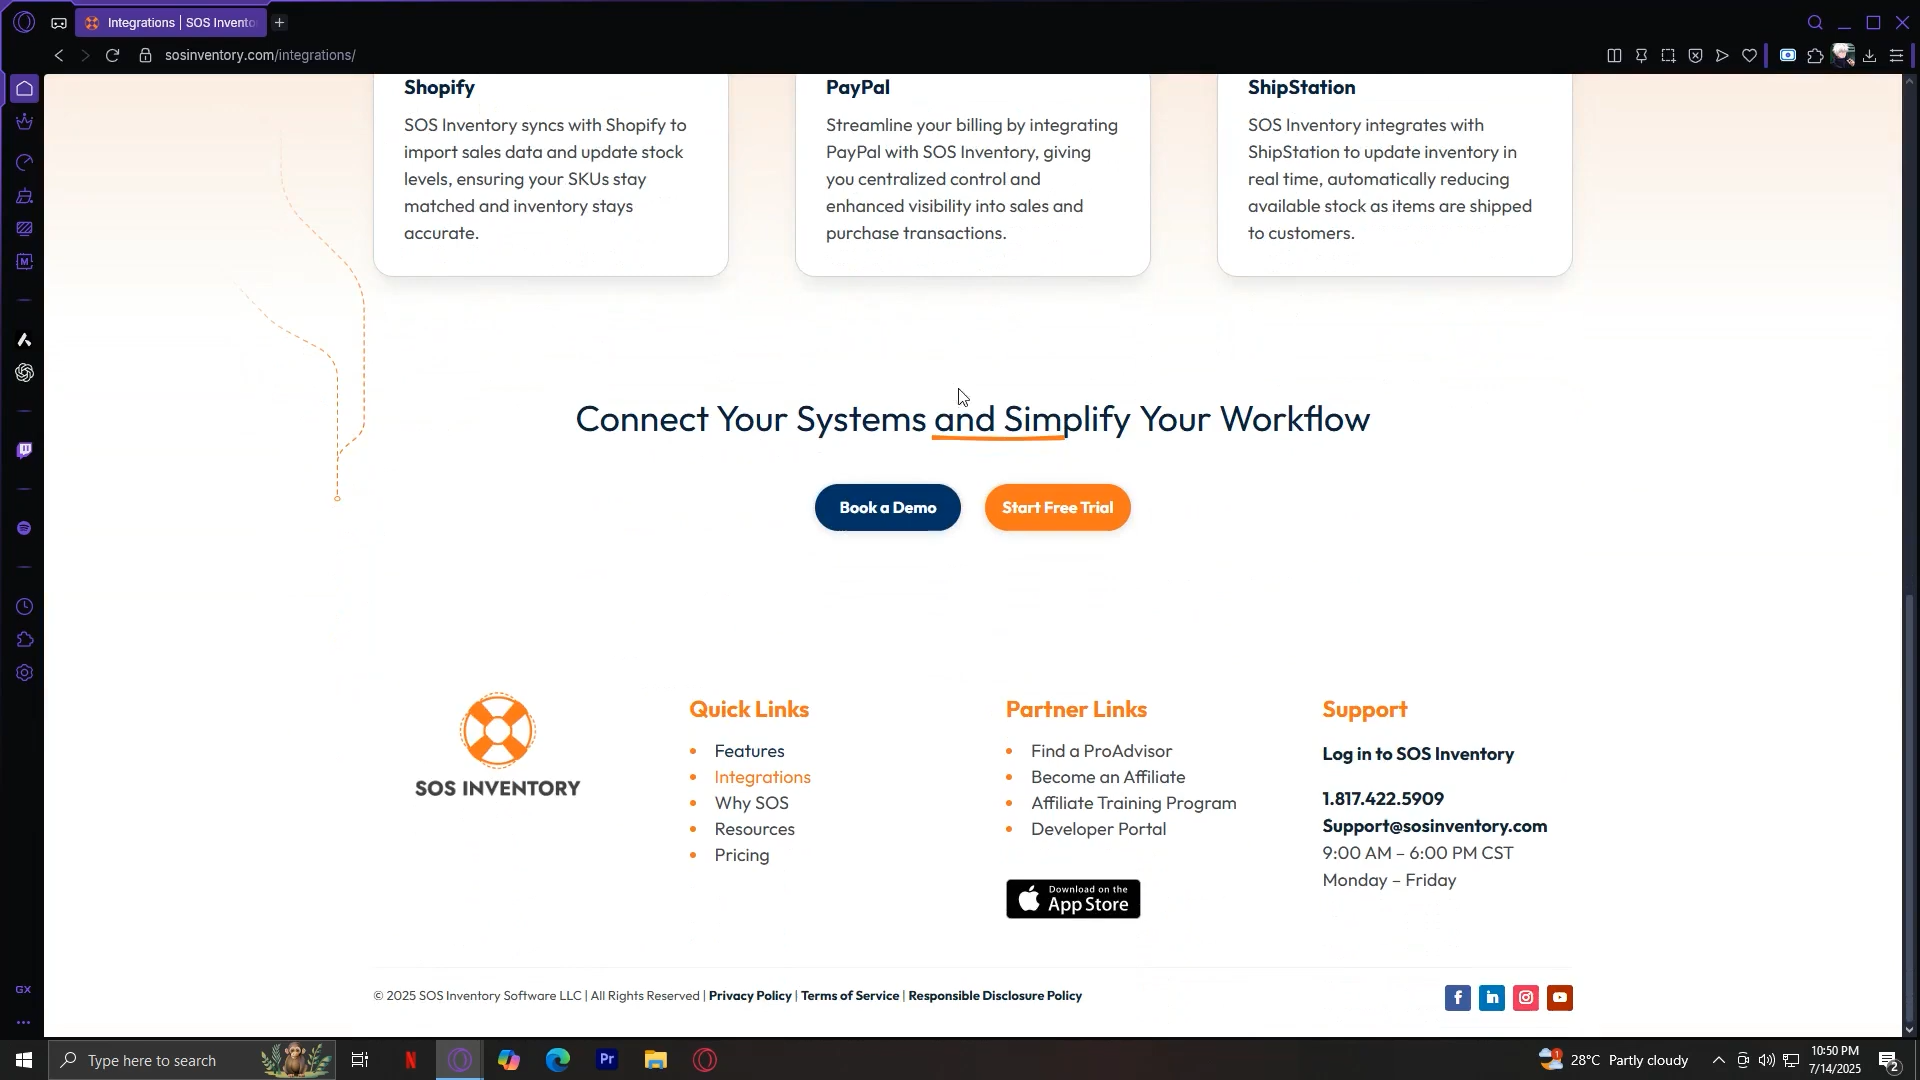 Integrations | SOS Invento
sosinventory.com/integrations/
Shopify
SOS Inventory syncs with Shopify to
import sales data and update stock
levels, ensuring your SKUs stay
matched and inventory stays
accurate.
PayPal
Streamline your billing by integrating
PayPal with SOS Inventory, giving
you centralized control and
enhanced visibility into sales and
purchase transactions.
ShipStation
SOS Inventory integrates with
ShipStation to update inventory in
real time, automatically reducing
available stock as items are shipped
to customers.
Connect Your Systems and Simplify Your Workflow
Book a Demo
Start Free Trial
SOS INVENTORY
Quick Links
Features
Integrations
Why SOS
Resources
Pricing
Partner Links
Find a ProAdvisor
Become an Affiliate
Affiliate Training Program
Developer Portal
Download on the
App Store
Support
Log in to SOS Inventory
1.817.422.5909
Support@sosinventory.com
9:00 AM – 6:00 PM CST
Monday – Friday
© 2025 SOS Inventory Software LLC | All Rights Reserved | Privacy Policy | Terms of Service | Responsible Disclosure Policy
GX
Type here to search
N
Pr
1
28°C Partly cloudy
10:50 PM
7/14/2025
2